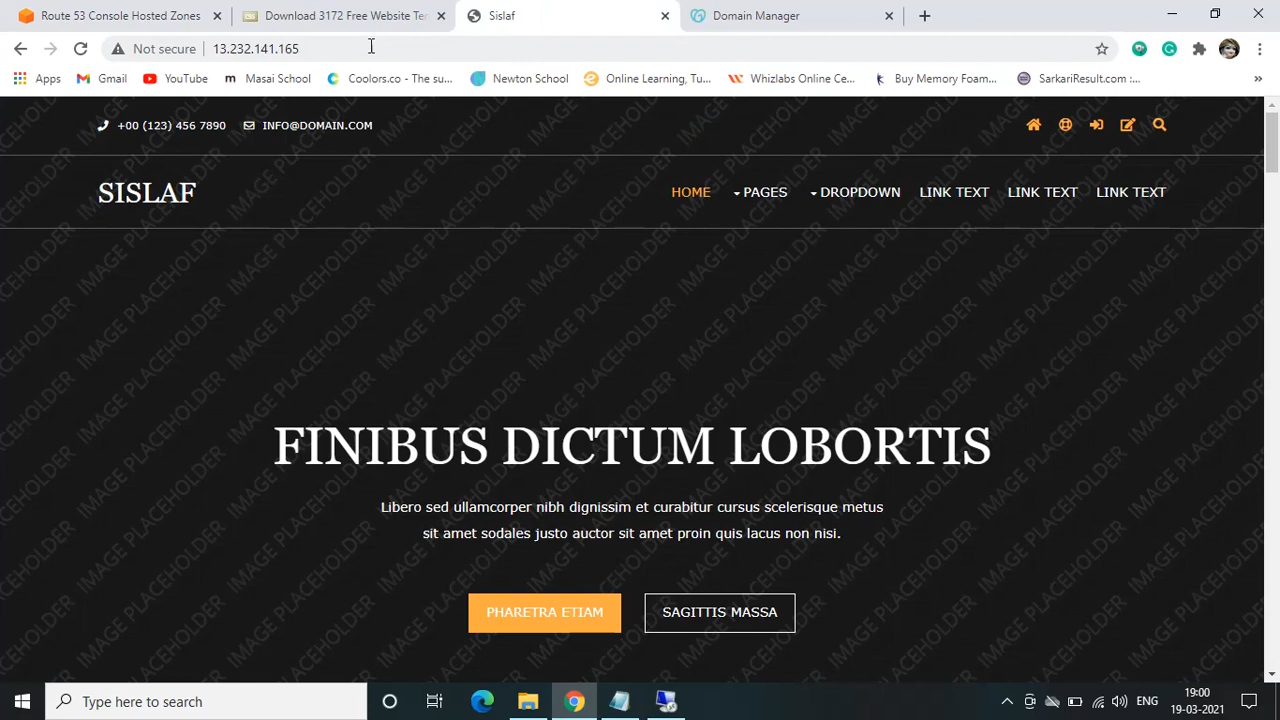 Route 53 Console Hosted Zones
Download 3172 Free Website Ter
Sislaf
Domain Manager
Not secure
13.232.141.165
Apps
Gmail
YouTube
m Masai School
Coolors.co - The su...
Newton School
Online Learning, Tu...
Whizlabs Online Ce...
Buy Memory Foam...
SarkariResult.com :...
»
+00 (123) 456 7890
INFO@DOMAIN.COM
SISLAF
HOME
PAGES
DROPDOWN
LINK TEXT
LINK TEXT
LINK TEXT
IMAGE PLACEHOLDER
FINIBUS DICTUM LOBORTIS
Libero sed ullamcorper nibh dignissim et curabitur cursus scelerisque metus
sit amet sodales justo auctor sit amet proin quis lacus non nisi.
PHARETRA ETIAM
SAGITTIS MASSA
Type here to search
ENG
19:00
19-03-2021